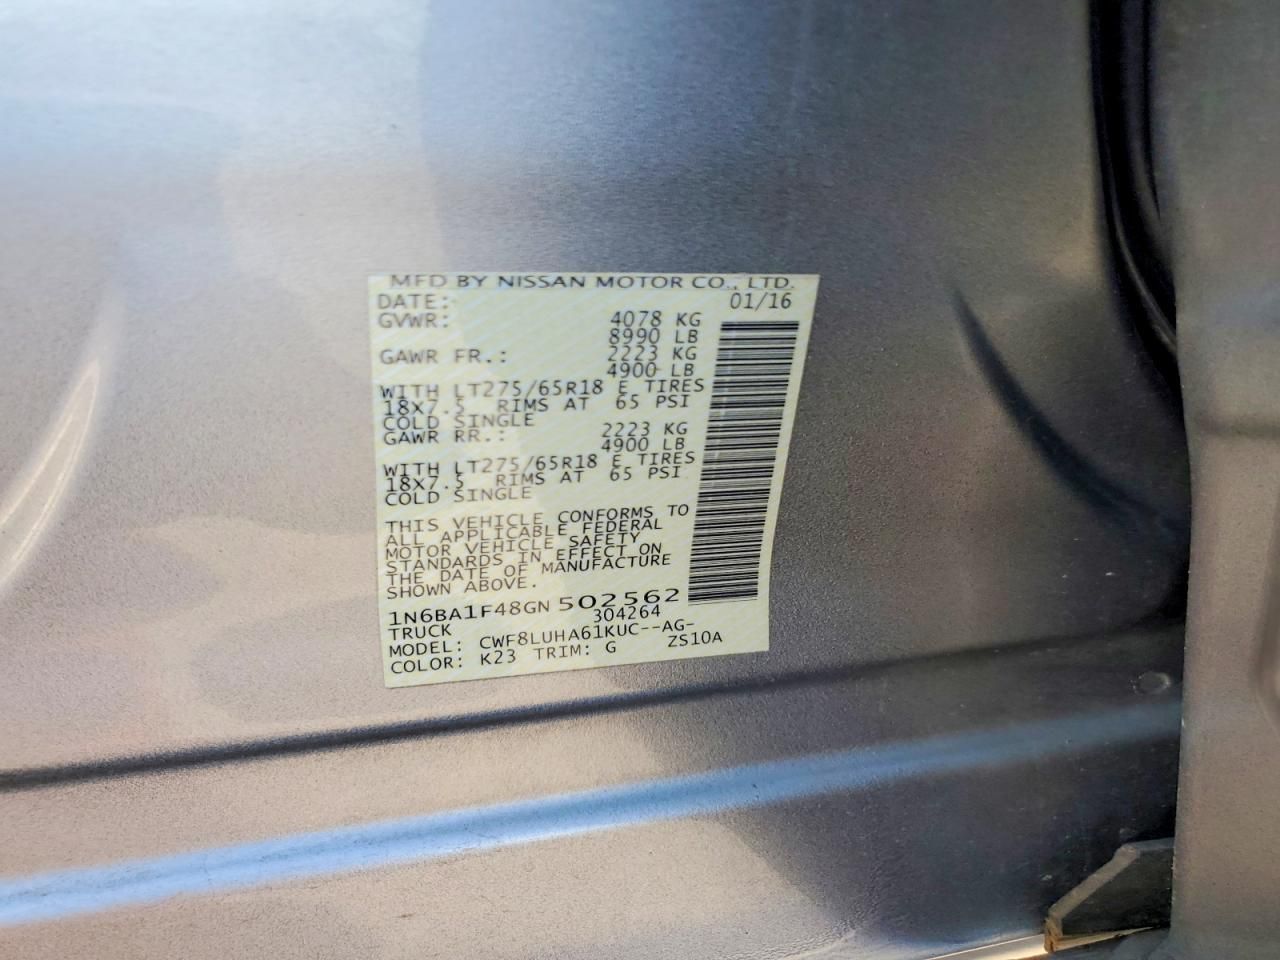 MFD BY NISSAN MOTOR CO., LTD.
DATE: 01/16
GVWR: 4078 KG
8990 LB
GAWR FR.: 2223 KG
4900 LB
WITH LT275/65R18 E TIRES
18X7.5 RIMS AT 65 PSI
COLD SINGLE
GAWR RR.: 2223 KG
4900 LB
WITH LT275/65R18 E TIRES
18X7.5 RIMS AT 65 PSI
COLD SINGLE
THIS VEHICLE CONFORMS TO
ALL APPLICABLE FEDERAL
MOTOR VEHICLE SAFETY
STANDARDS IN EFFECT ON
THE DATE OF MANUFACTURE
SHOWN ABOVE.
1N6BA1F48GN502562
TRUCK 304264
MODEL: CWF8LUHA61KUC--AG-
COLOR: K23 TRIM: G ZS10A